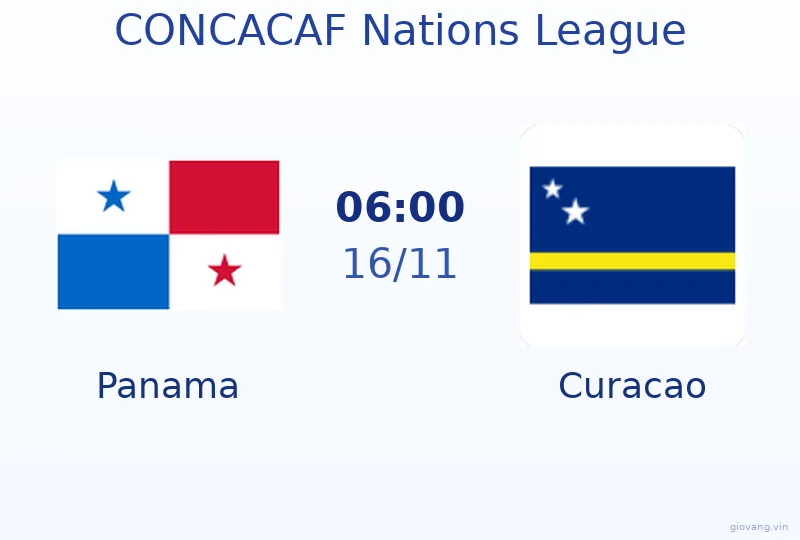 CONCACAF Nations League
06:00
16/11
Panama
Curacao
giovang.vin